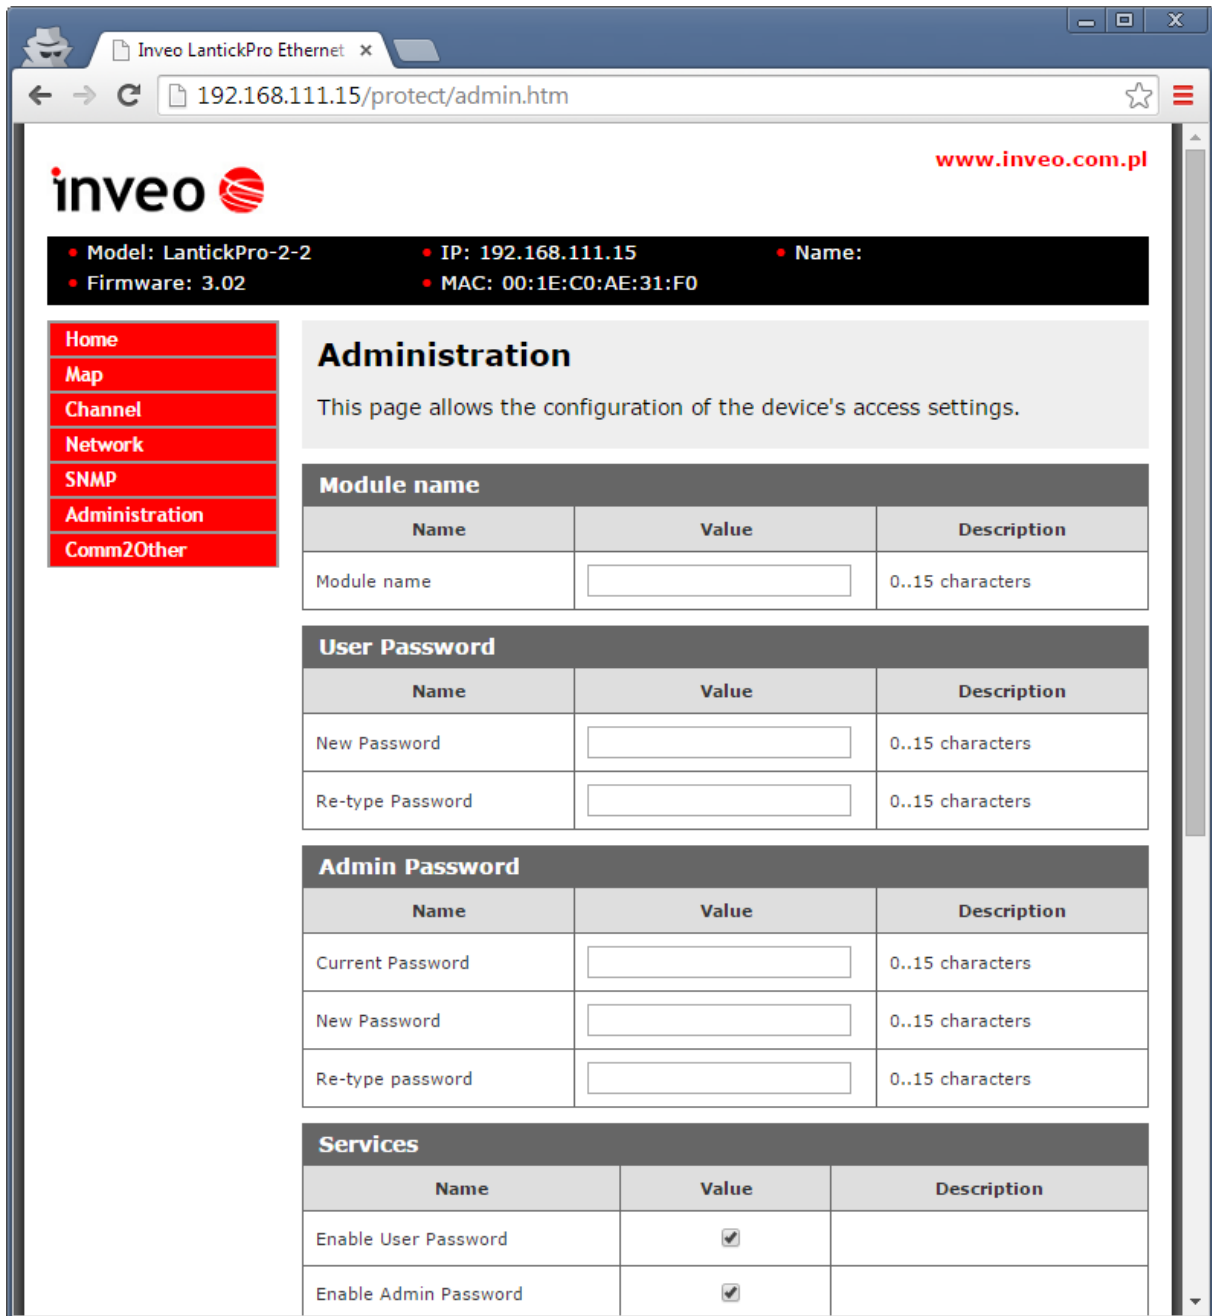 Inveo LantickPro Ethernet
192.168.111.15/protect/admin.htm
inveo
www.inveo.com.pl
Model: LantickPro-2-2
IP: 192.168.111.15
Name:
Firmware: 3.02
MAC: 00:1E:C0:AE:31:F0
Home
Map
Channel
Network
SNMP
Administration
Comm2Other
Administration
This page allows the configuration of the device's access settings.
Module name
Name Value Description
Module name 0..15 characters
User Password
Name Value Description
New Password 0..15 characters
Re-type Password 0..15 characters
Admin Password
Name Value Description
Current Password 0..15 characters
New Password 0..15 characters
Re-type password 0..15 characters
Services
Name Value Description
Enable User Password
Enable Admin Password